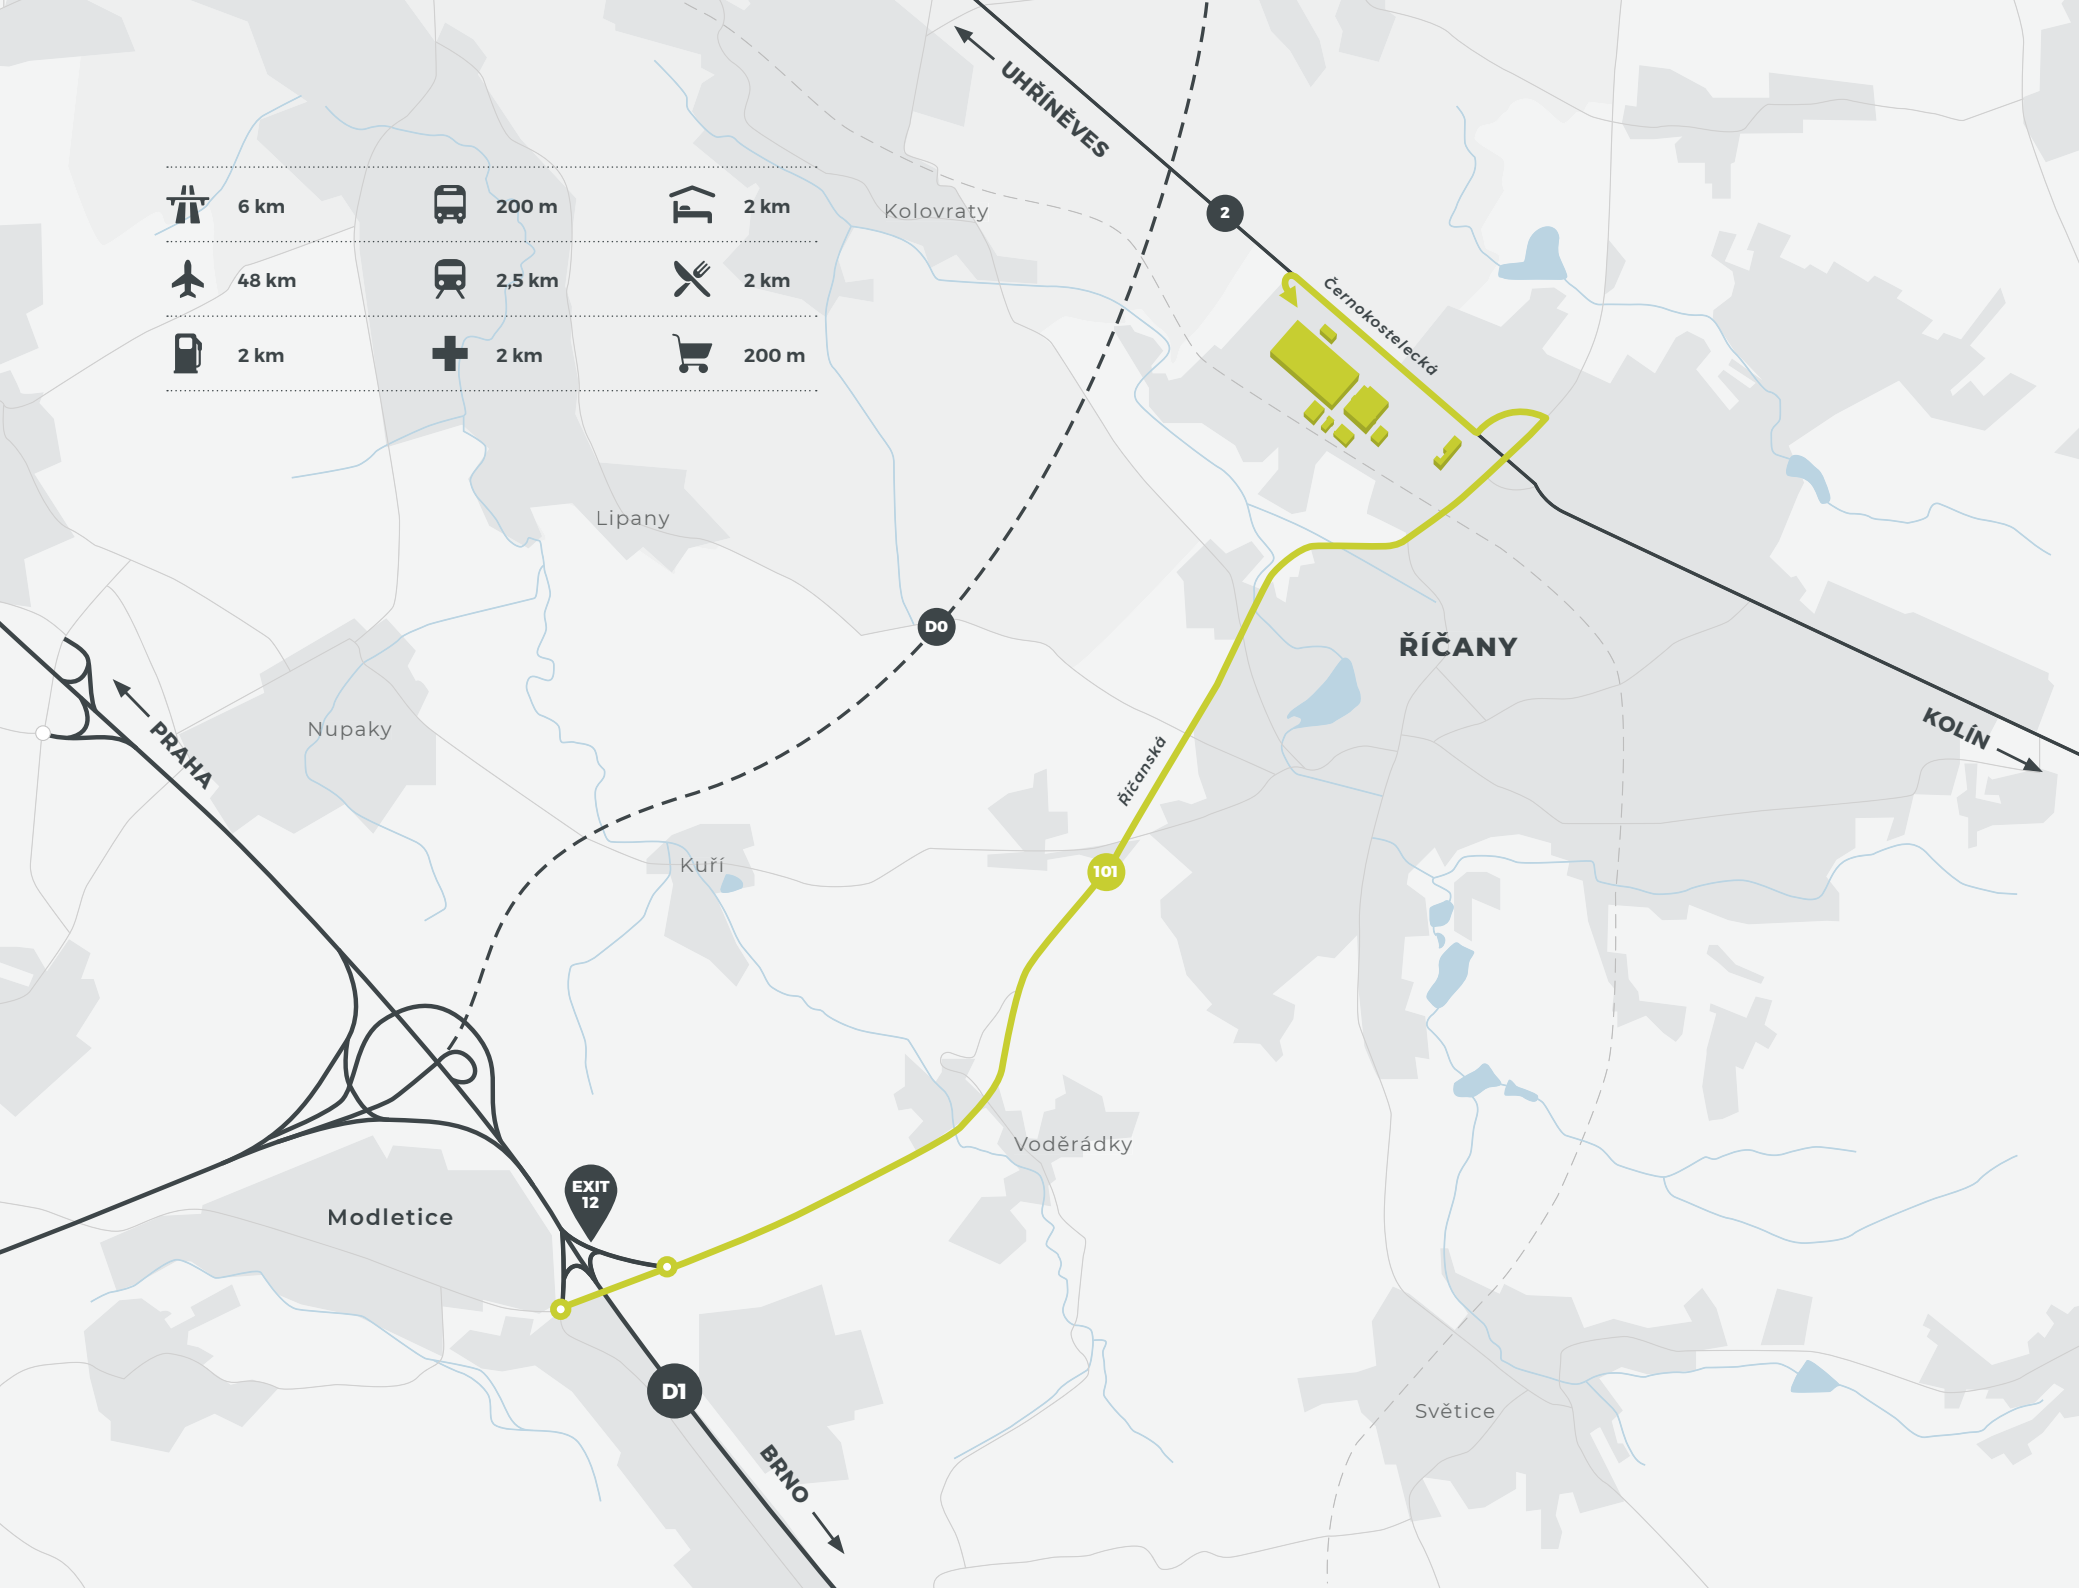 UHŘÍNĚVES
6 km
200 m
2 km
Kolovraty
2
48 km
2,5 km
2 km
Černokostelecká
2 km
2 km
200 m
Lipany
D0
ŘÍČANY
Nupaky
PRAHA
KOLÍN
Říčanská
Kuří
101
Voděrádky
EXIT
12
Modletice
D1
Světice
BRNO